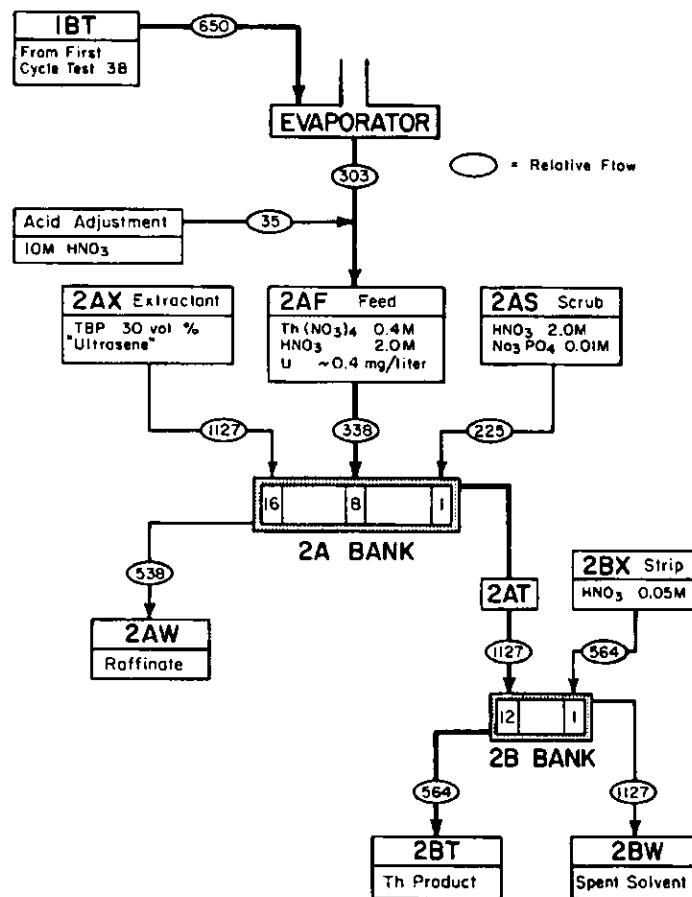 1BT
650
From First
Cycle Test 3B
EVAPORATOR
303
= Relative Flow
Acid Adjustment
35
10M HNO3
2AX Extractant
TBP 30 vol %
"Ultrasene"
2AF Feed
Th(NO3)4 0.4M
HNO3 2.0M
U ~0.4 mg/liter
2AS Scrub
HNO3 2.0M
Na3PO4 0.01M
1127
338
225
16
8
1
2A BANK
538
2AW
Raffinate
2AT
2BX Strip
HNO3 0.05M
1127
564
12
1
2B BANK
564
1127
2BT
Th Product
2BW
Spent Solvent